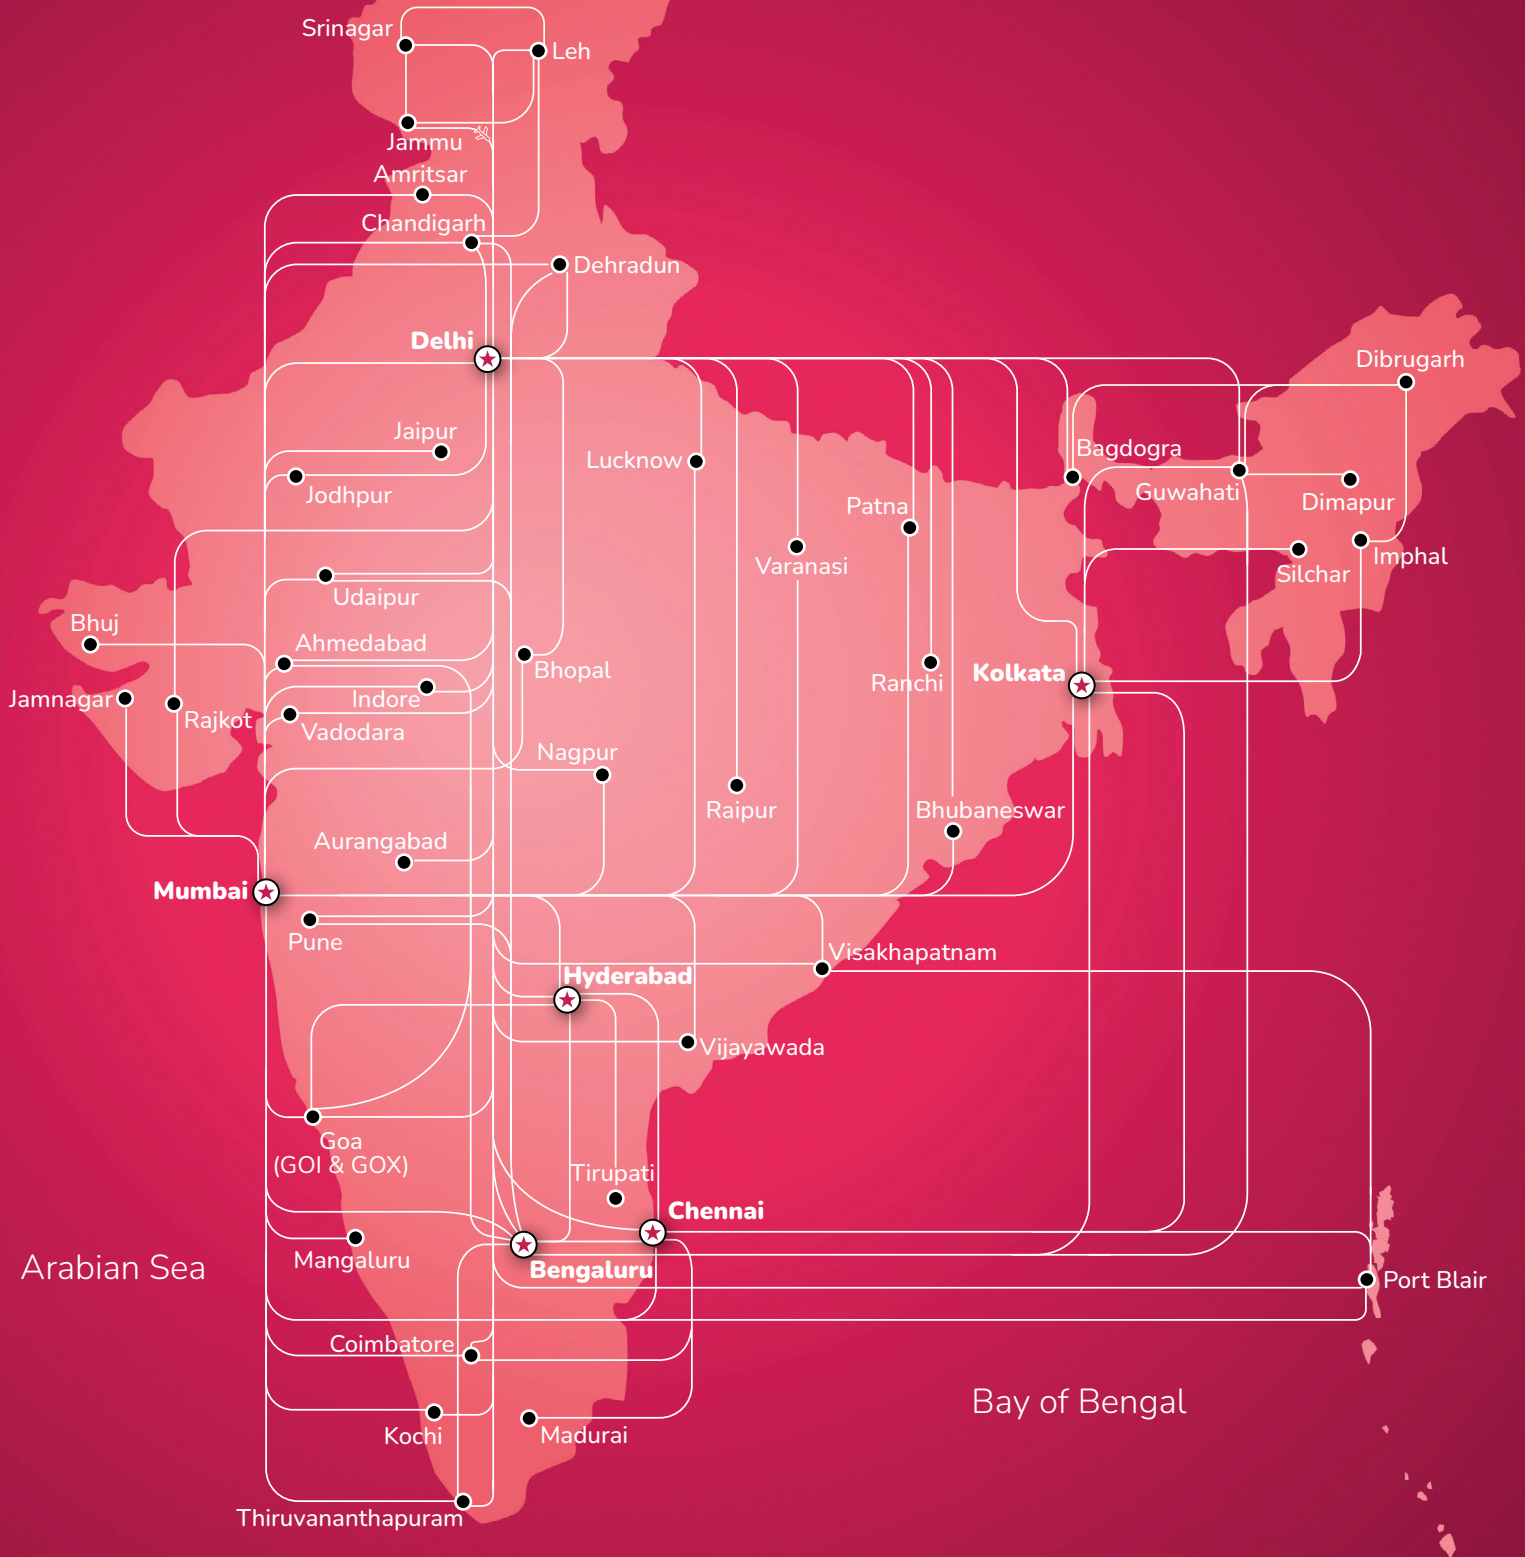 Srinagar
Leh
Jammu
Amritsar
Chandigarh
Dehradun
Delhi
Dibrugarh
Jaipur
Bagdogra
Lucknow
Jodhpur
Guwahati
Dimapur
Patna
Imphal
Varanasi
Silchar
Udaipur
Bhuj
Ahmedabad
Bhopal
Kolkata
Ranchi
Jamnagar
Indore
Rajkot
Vadodara
Nagpur
Raipur
Bhubaneswar
Aurangabad
Mumbai
Pune
Visakhapatnam
Hyderabad
Vijayawada
Goa
(GOI & GOX)
Tirupati
Chennai
Mangaluru
Arabian Sea
Bengaluru
Port Blair
Coimbatore
Bay of Bengal
Kochi
Madurai
Thiruvananthapuram